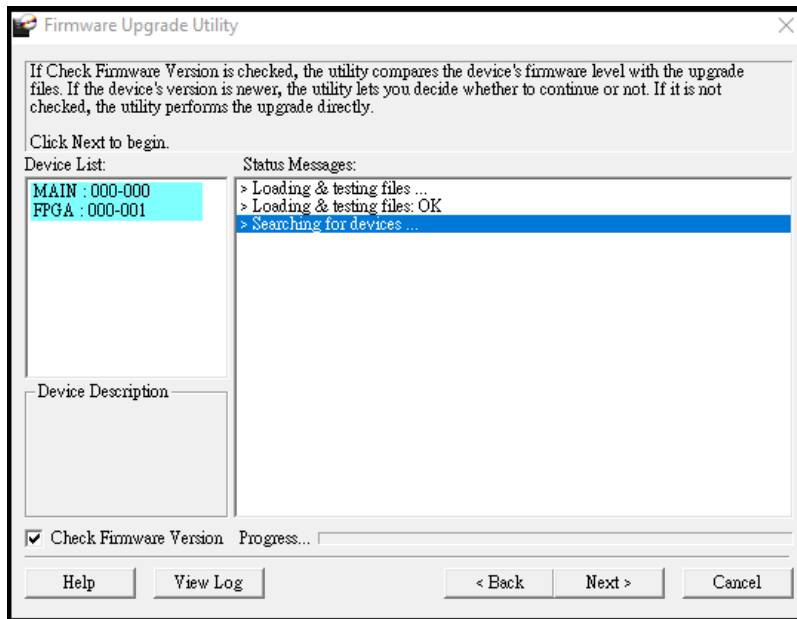 Firmware Upgrade Utility
If Check Firmware Version is checked, the utility compares the device's firmware level with the upgrade
files. If the device's version is newer, the utility lets you decide whether to continue or not. If it is not
checked, the utility performs the upgrade directly.
Click Next to begin.
Device List:
MAIN : 000-000
FPGA : 000-001
Status Messages:
> Loading & testing files ...
> Loading & testing files: OK
> Searching for devices ...
Device Description
Check Firmware Version
Progress...
Help
View Log
< Back
Next >
Cancel